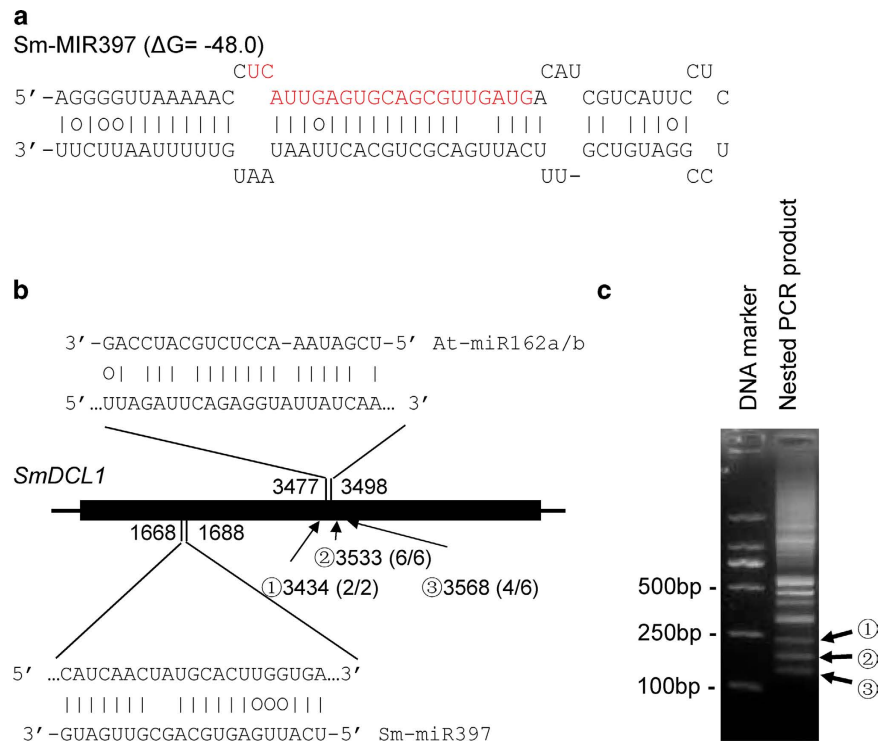 a
Sm-MIR397 (ΔG= -48.0)
CUC CAU CU
5′-AGGGGUUAAAAAC AUUGAGUGCAGCGUUGAUGA CGUCAUUC C
|O|OO|||||||| |||O|||||||||| |||| || |||O|
3′-UUCUUAAUUUUUG UAAUUCACGUCGCAGUUACU GCUGUAGG U
UAA UU- CC
b
3′-GACCUACGUCUCCA-AAUAGCU-5′ At-miR162a/b
O| ||| ||||||| ||||| |
5′…UUAGAUUCAGAGGUAUUAUCAA… 3′
SmDCL1
3477 3498
1668 1688
②3533 (6/6)
①3434 (2/2) ③3568 (4/6)
5′ …CAUCAACUAUGCACUUGGUGA…3′
||||||| ||||||OOO|||
3′-GUAGUUGCGACGUGAGUUACU-5′ Sm-miR397
c
DNA marker
Nested PCR product
500bp -
250bp -
100bp -
①
②
③